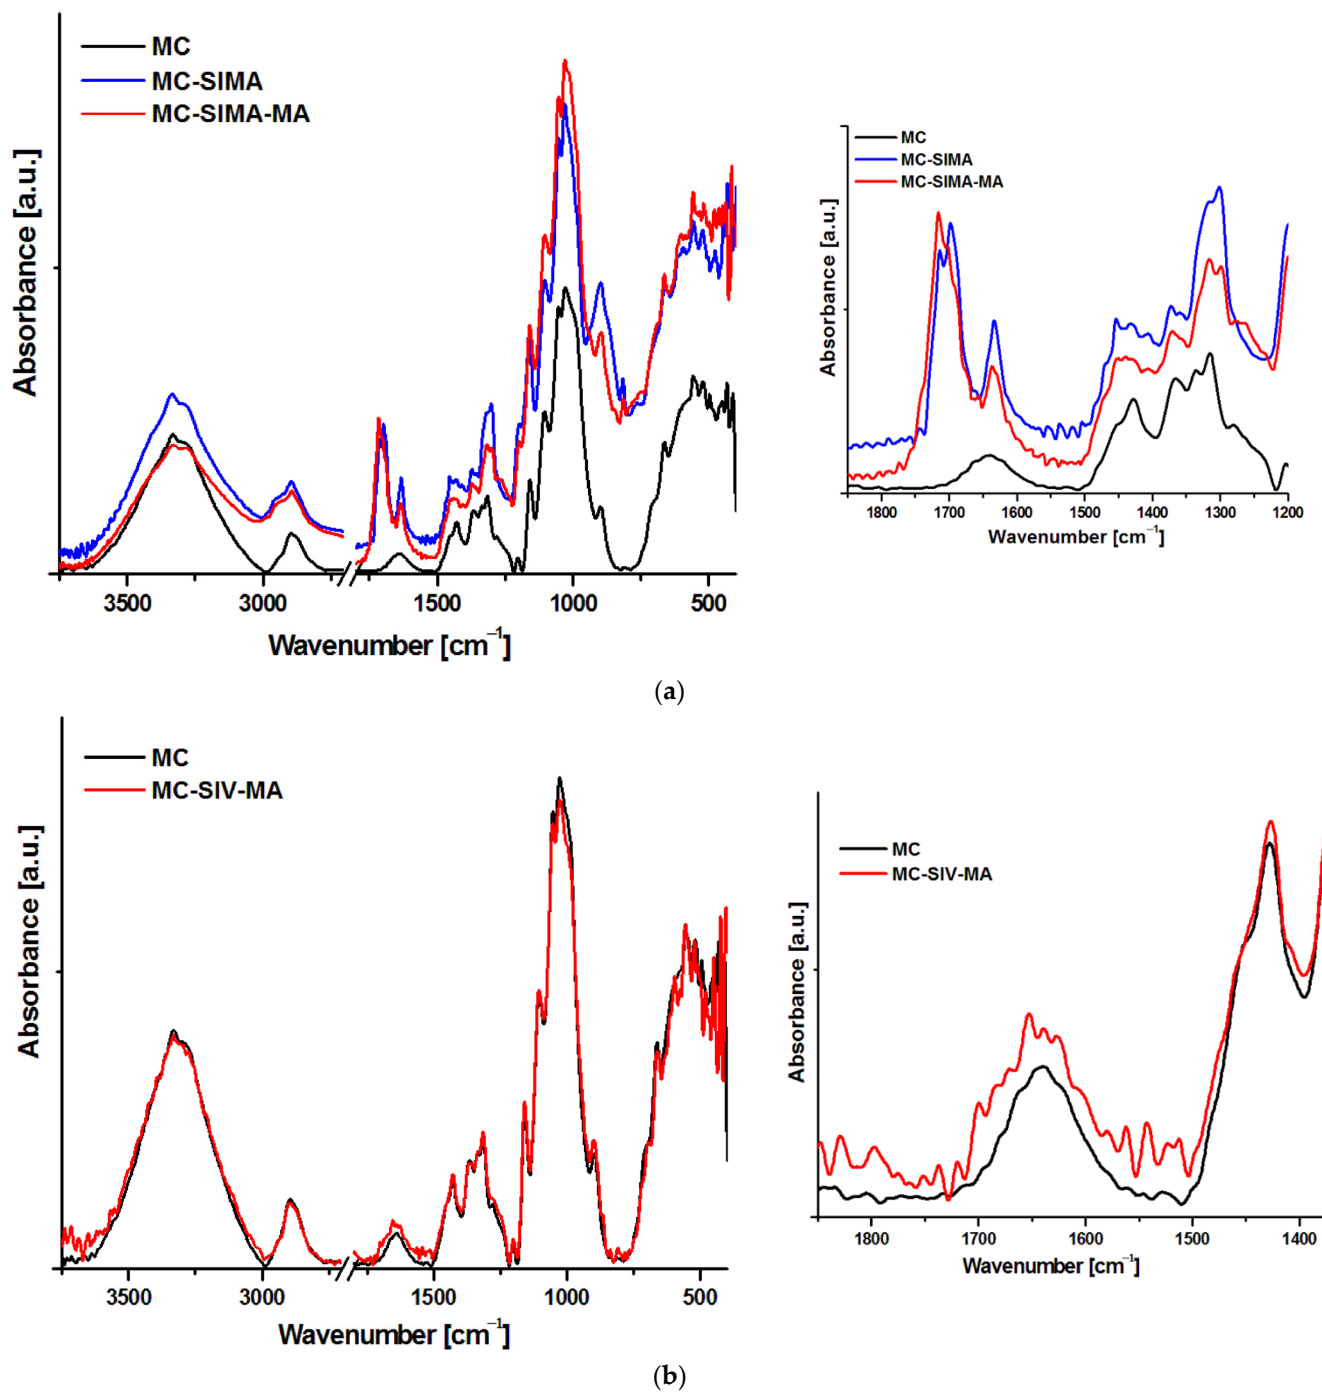 MC
MC-SIMA
MC-SIMA-MA
Absorbance [a.u.]
3500 3000 1500 1000 500
Wavenumber [cm⁻¹]
MC
MC-SIMA
MC-SIMA-MA
Absorbance [a.u.]
1800 1700 1600 1500 1400 1300 1200
Wavenumber [cm⁻¹]
(a)
MC
MC-SIV-MA
Absorbance [a.u.]
3500 3000 1500 1000 500
Wavenumber [cm⁻¹]
MC
MC-SIV-MA
Absorbance [a.u.]
1800 1700 1600 1500 1400
Wavenumber [cm⁻¹]
(b)